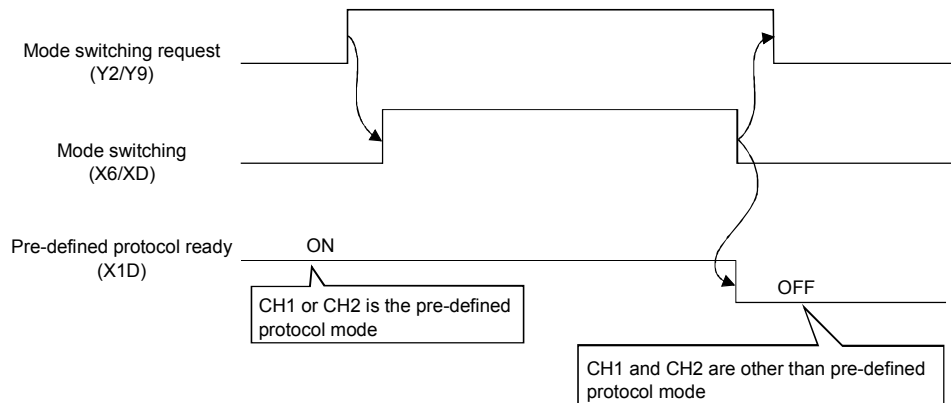 Mode switching request
(Y2/Y9)
Mode switching
(X6/XD)
Pre-defined protocol ready
(X1D)
ON
OFF
CH1 or CH2 is the pre-defined
protocol mode
CH1 and CH2 are other than pre-defined
protocol mode